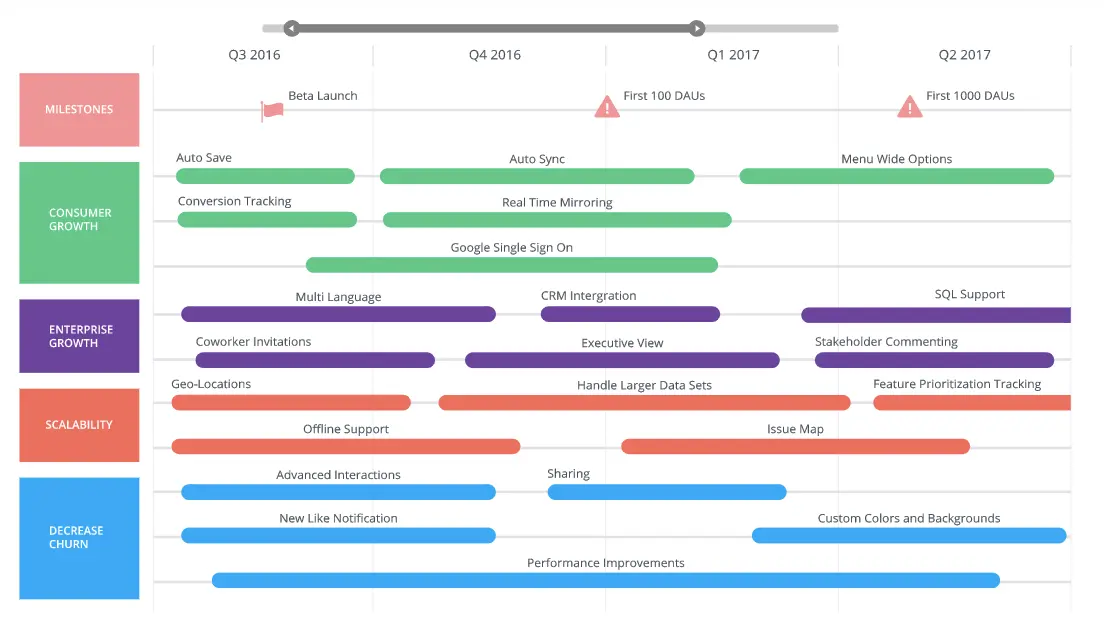 Q3 2016 Q4 2016 Q1 2017 Q2 2017
MILESTONES
Beta Launch
First 100 DAUs
First 1000 DAUs
CONSUMER
GROWTH
Auto Save
Auto Sync
Menu Wide Options
Conversion Tracking
Real Time Mirroring
Google Single Sign On
ENTERPRISE
GROWTH
Multi Language
CRM Intergration
SQL Support
Coworker Invitations
Executive View
Stakeholder Commenting
SCALABILITY
Geo-Locations
Handle Larger Data Sets
Feature Prioritization Tracking
Offline Support
Issue Map
DECREASE
CHURN
Advanced Interactions
Sharing
New Like Notification
Custom Colors and Backgrounds
Performance Improvements